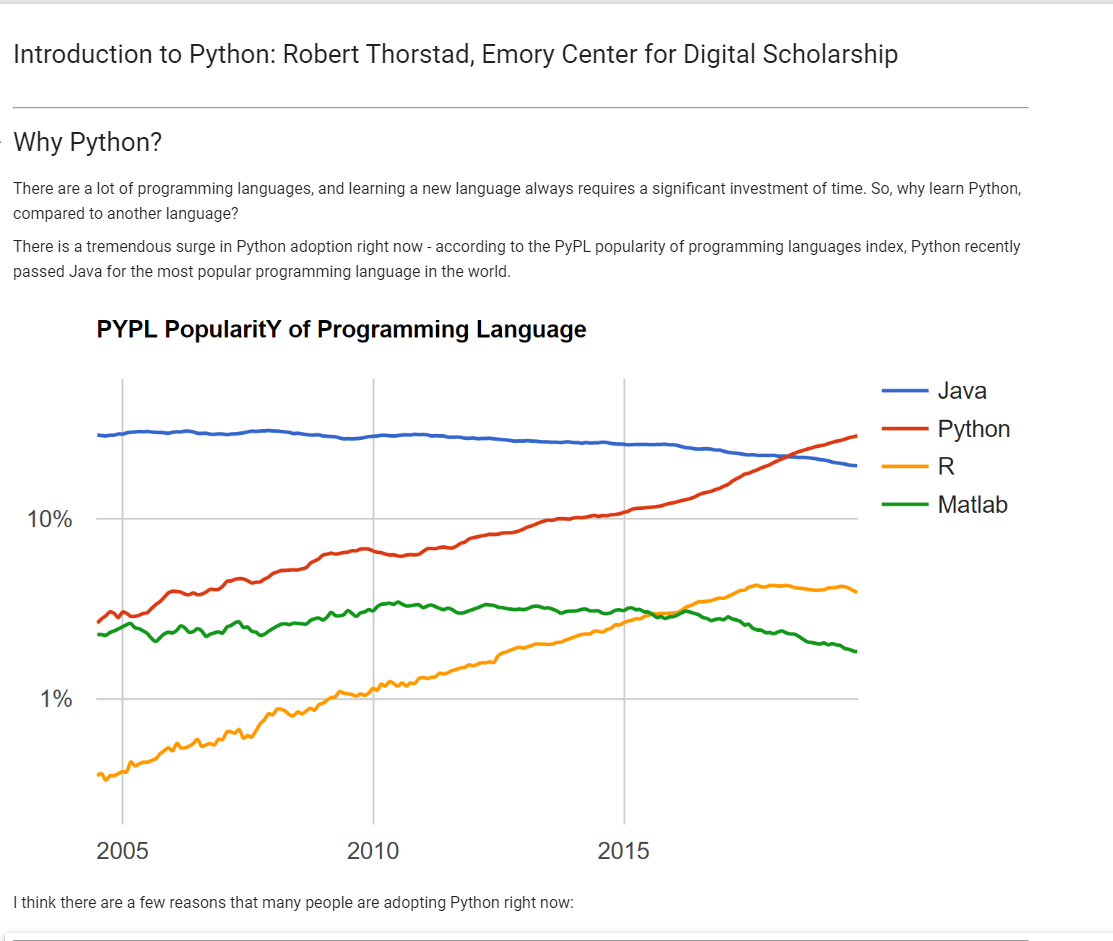 Introduction to Python: Robert Thorstad, Emory Center for Digital Scholarship
Why Python?
There are a lot of programming languages, and learning a new language always requires a significant investment of time. So, why learn Python,
compared to another language?
There is a tremendous surge in Python adoption right now - according to the PyPL popularity of programming languages index, Python recently
passed Java for the most popular programming language in the world.
PYPL PopularitY of Programming Language
Java
Python
R
Matlab
10%
1%
2005
2010
2015
I think there are a few reasons that many people are adopting Python right now: